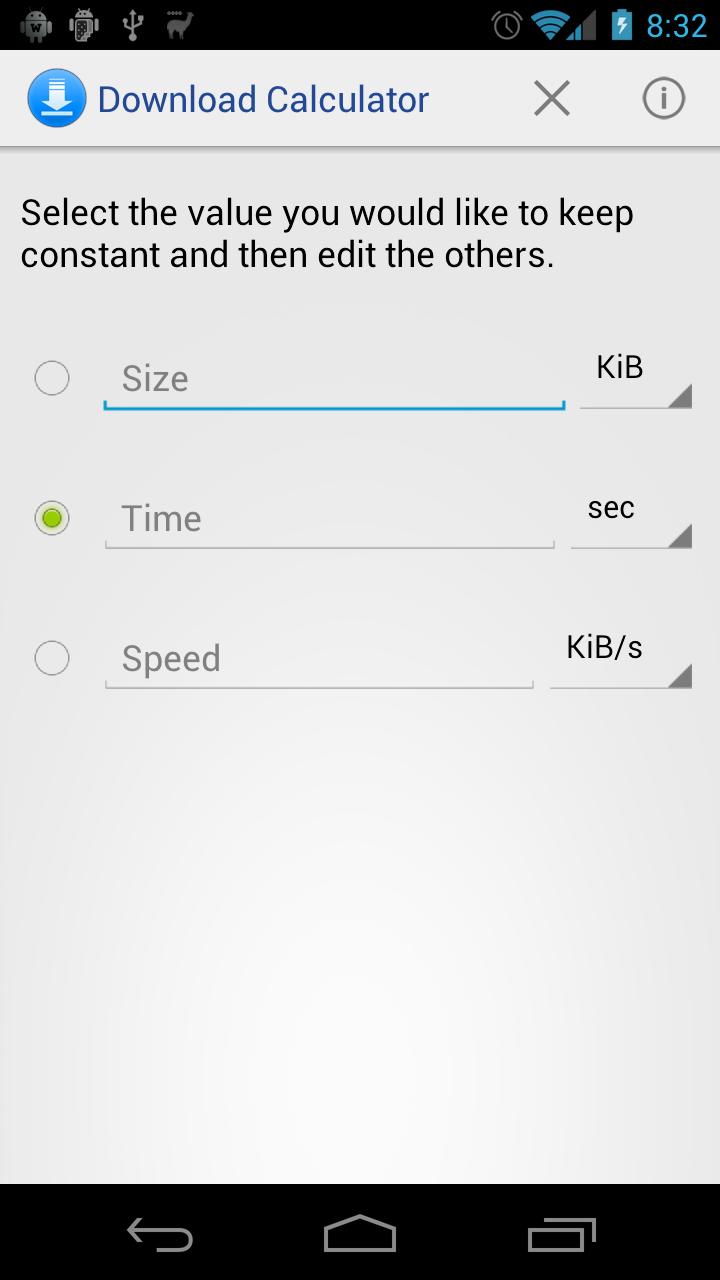 8:32
Download Calculator
Select the value you would like to keep
constant and then edit the others.
Size KiB
Time sec
Speed KiB/s